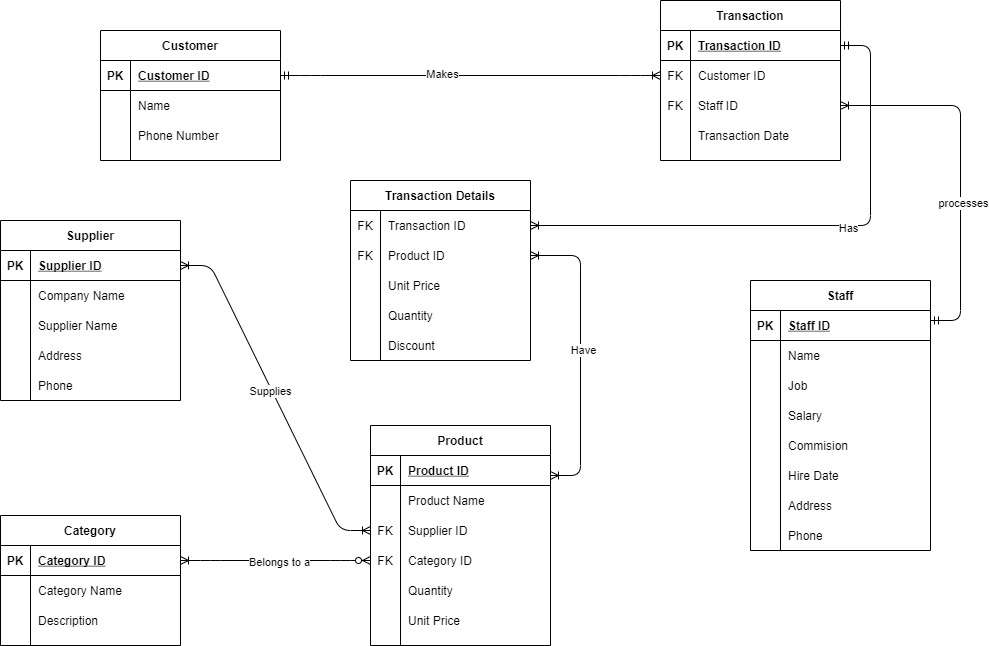 Transaction
PK Transaction ID
FK Customer ID
FK Staff ID
Transaction Date
Customer
PK Customer ID
Name
Phone Number
Makes
processes
Has
Transaction Details
FK Transaction ID
FK Product ID
Unit Price
Quantity
Discount
Supplier
PK Supplier ID
Company Name
Supplier Name
Address
Phone
Staff
PK Staff ID
Name
Job
Salary
Commision
Hire Date
Address
Phone
Have
Supplies
Product
PK Product ID
Product Name
FK Supplier ID
FK Category ID
Quantity
Unit Price
Category
PK Category ID
Category Name
Description
Belongs to a